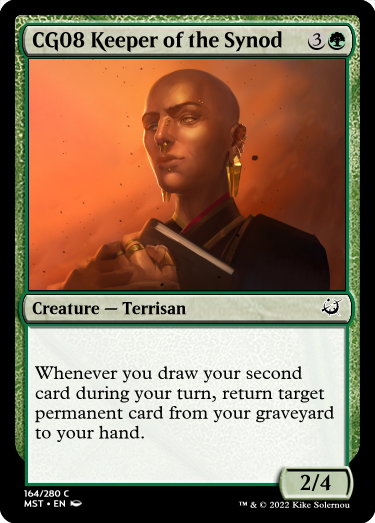 CG08 Keeper of the Synod 3
Creature — Terrisan
Whenever you draw your second
card during your turn, return target
permanent card from your graveyard
to your hand.
2/4
164/280 C
MST • EN
™ & © 2022 Kike Solernou